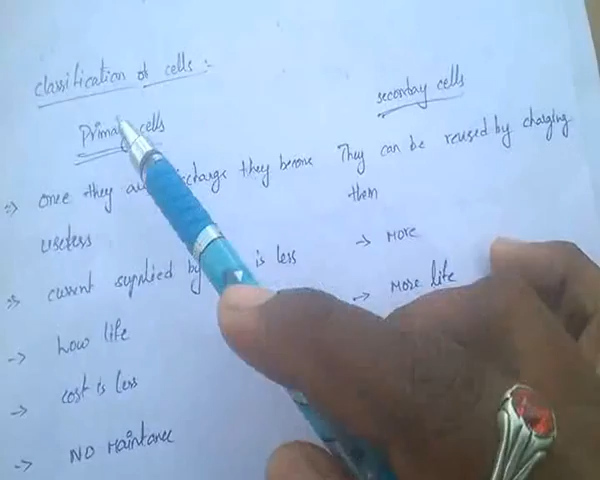 classification of cells :
Primary cells
secondary cells
once they are discharge they become
useless
current supplied by is less
Low life
cost is less
NO maintance
They can be reused by charging
them
More
More life